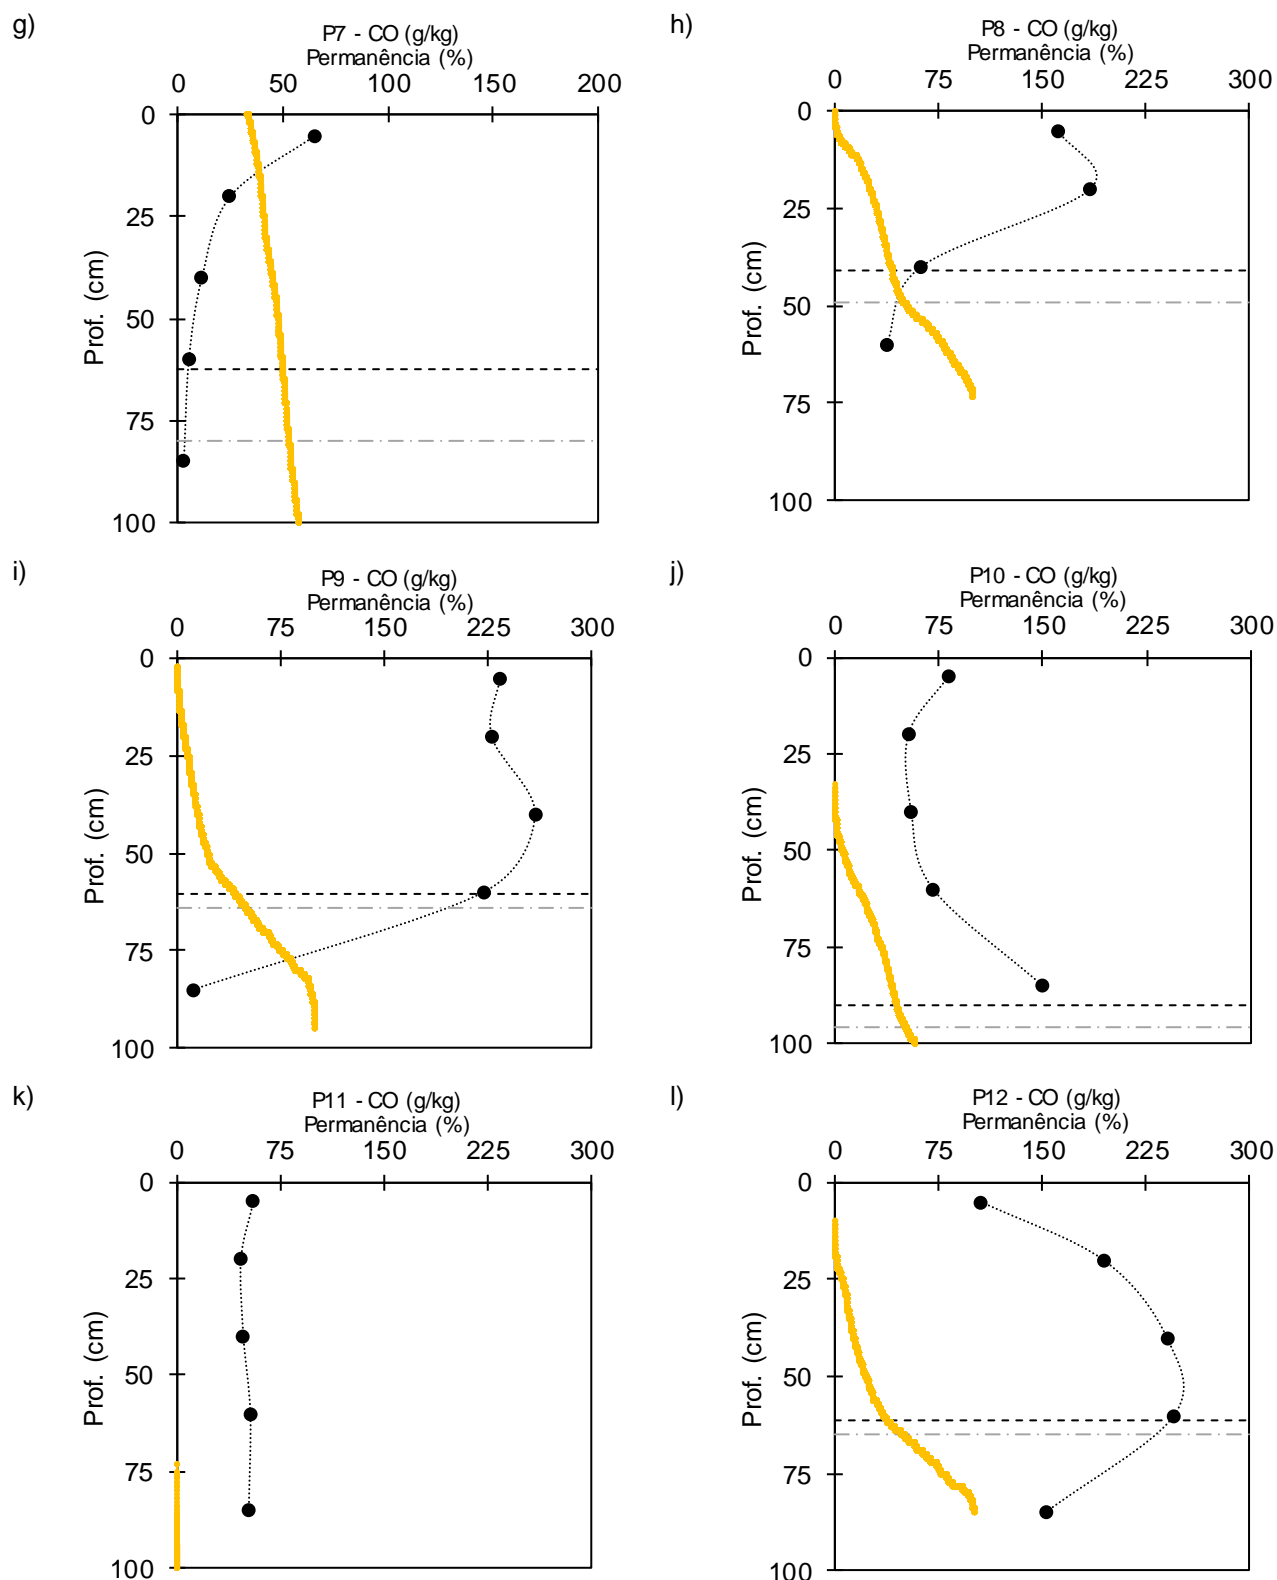 g)
P7 - CO (g/kg)
Permanência (%)
0 50 100 150 200
0
25
50
75
100
Prof. (cm)
h)
P8 - CO (g/kg)
Permanência (%)
0 75 150 225 300
0
25
50
75
100
Prof. (cm)
i)
P9 - CO (g/kg)
Permanência (%)
0 75 150 225 300
0
25
50
75
100
Prof. (cm)
j)
P10 - CO (g/kg)
Permanência (%)
0 75 150 225 300
0
25
50
75
100
Prof. (cm)
k)
P11 - CO (g/kg)
Permanência (%)
0 75 150 225 300
0
25
50
75
100
Prof. (cm)
l)
P12 - CO (g/kg)
Permanência (%)
0 75 150 225 300
0
25
50
75
100
Prof. (cm)